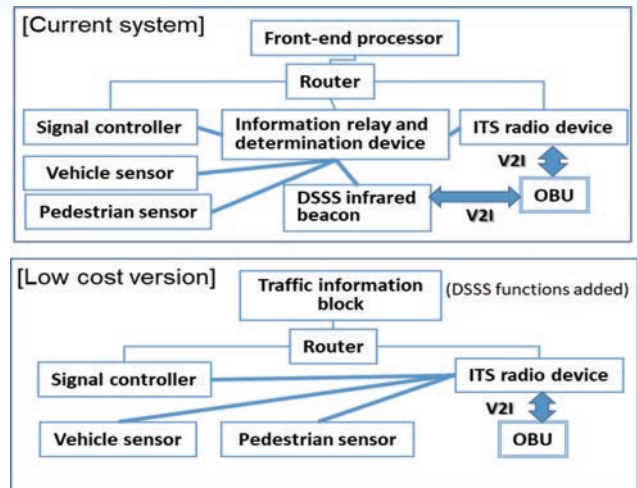 [Current system]
Front-end processor
Router
Signal controller
Information relay and
determination device
ITS radio device
Vehicle sensor
V2I
Pedestrian sensor
DSSS infrared
beacon
V2I
OBU
[Low cost version]
Traffic information
block
(DSSS functions added)
Router
Signal controller
ITS radio device
V2I
Vehicle sensor
Pedestrian sensor
OBU